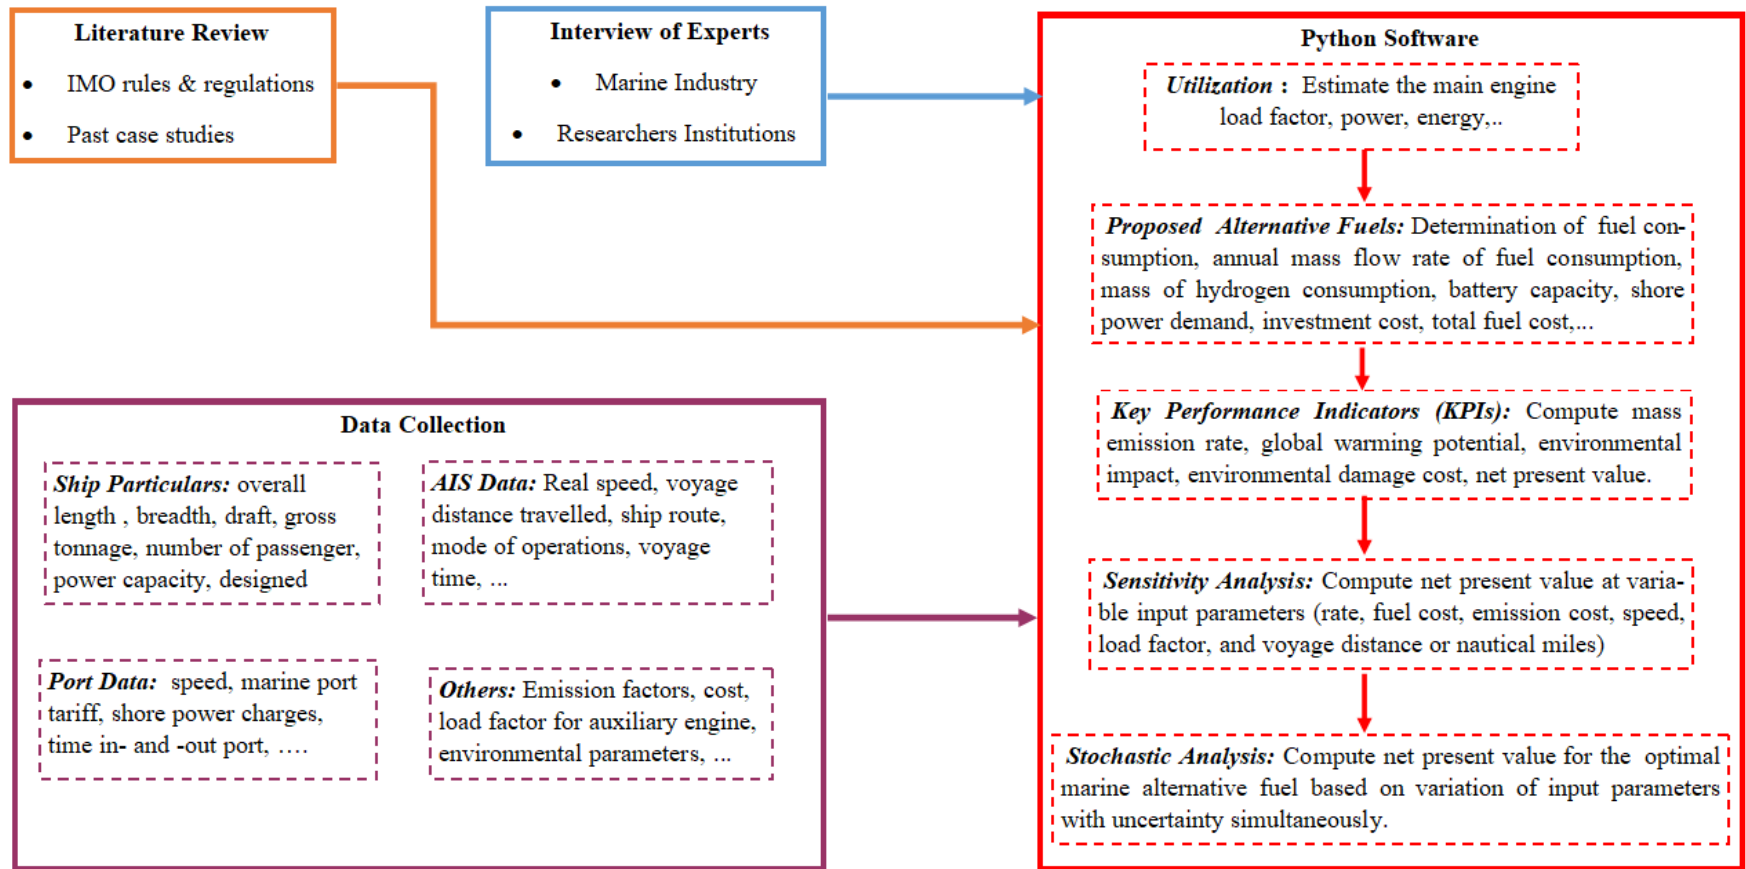 Literature Review
• IMO rules & regulations
• Past case studies
Interview of Experts
• Marine Industry
• Researchers Institutions
Data Collection
Ship Particulars: overall
length , breadth, draft, gross
tonnage, number of passenger,
power capacity, designed
AIS Data: Real speed, voyage
distance travelled, ship route,
mode of operations, voyage
time, ...
Port Data: speed, marine port
tariff, shore power charges,
time in- and -out port, ….
Others: Emission factors, cost,
load factor for auxiliary engine,
environmental parameters, ...
Python Software
Utilization : Estimate the main engine
load factor, power, energy,..
Proposed Alternative Fuels: Determination of fuel con-
sumption, annual mass flow rate of fuel consumption,
mass of hydrogen consumption, battery capacity, shore
power demand, investment cost, total fuel cost,...
Key Performance Indicators (KPIs): Compute mass
emission rate, global warming potential, environmental
impact, environmental damage cost, net present value.
Sensitivity Analysis: Compute net present value at varia-
ble input parameters (rate, fuel cost, emission cost, speed,
load factor, and voyage distance or nautical miles)
Stochastic Analysis: Compute net present value for the optimal
marine alternative fuel based on variation of input parameters
with uncertainty simultaneously.